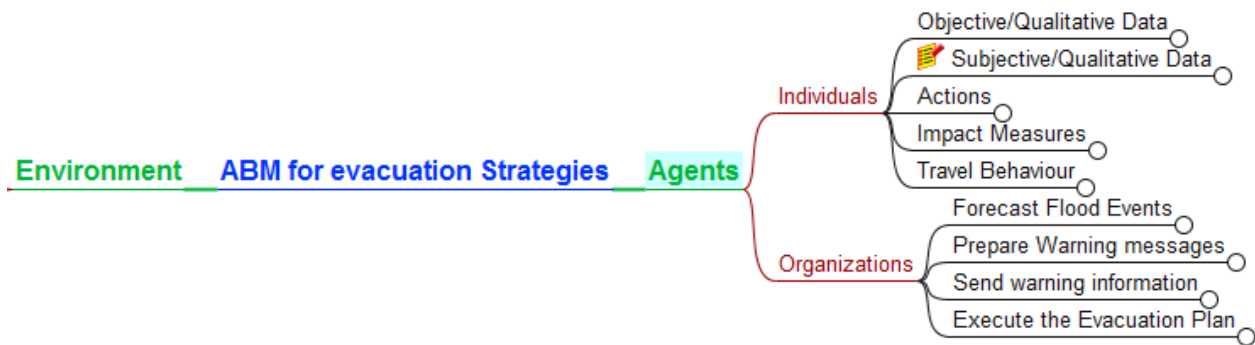 Objective/Qualitative Data
Subjective/Qualitative Data
Individuals
Actions
Impact Measures
Travel Behaviour
Environment
ABM for evacuation Strategies
Agents
Forecast Flood Events
Prepare Warning messages
Organizations
Send warning information
Execute the Evacuation Plan